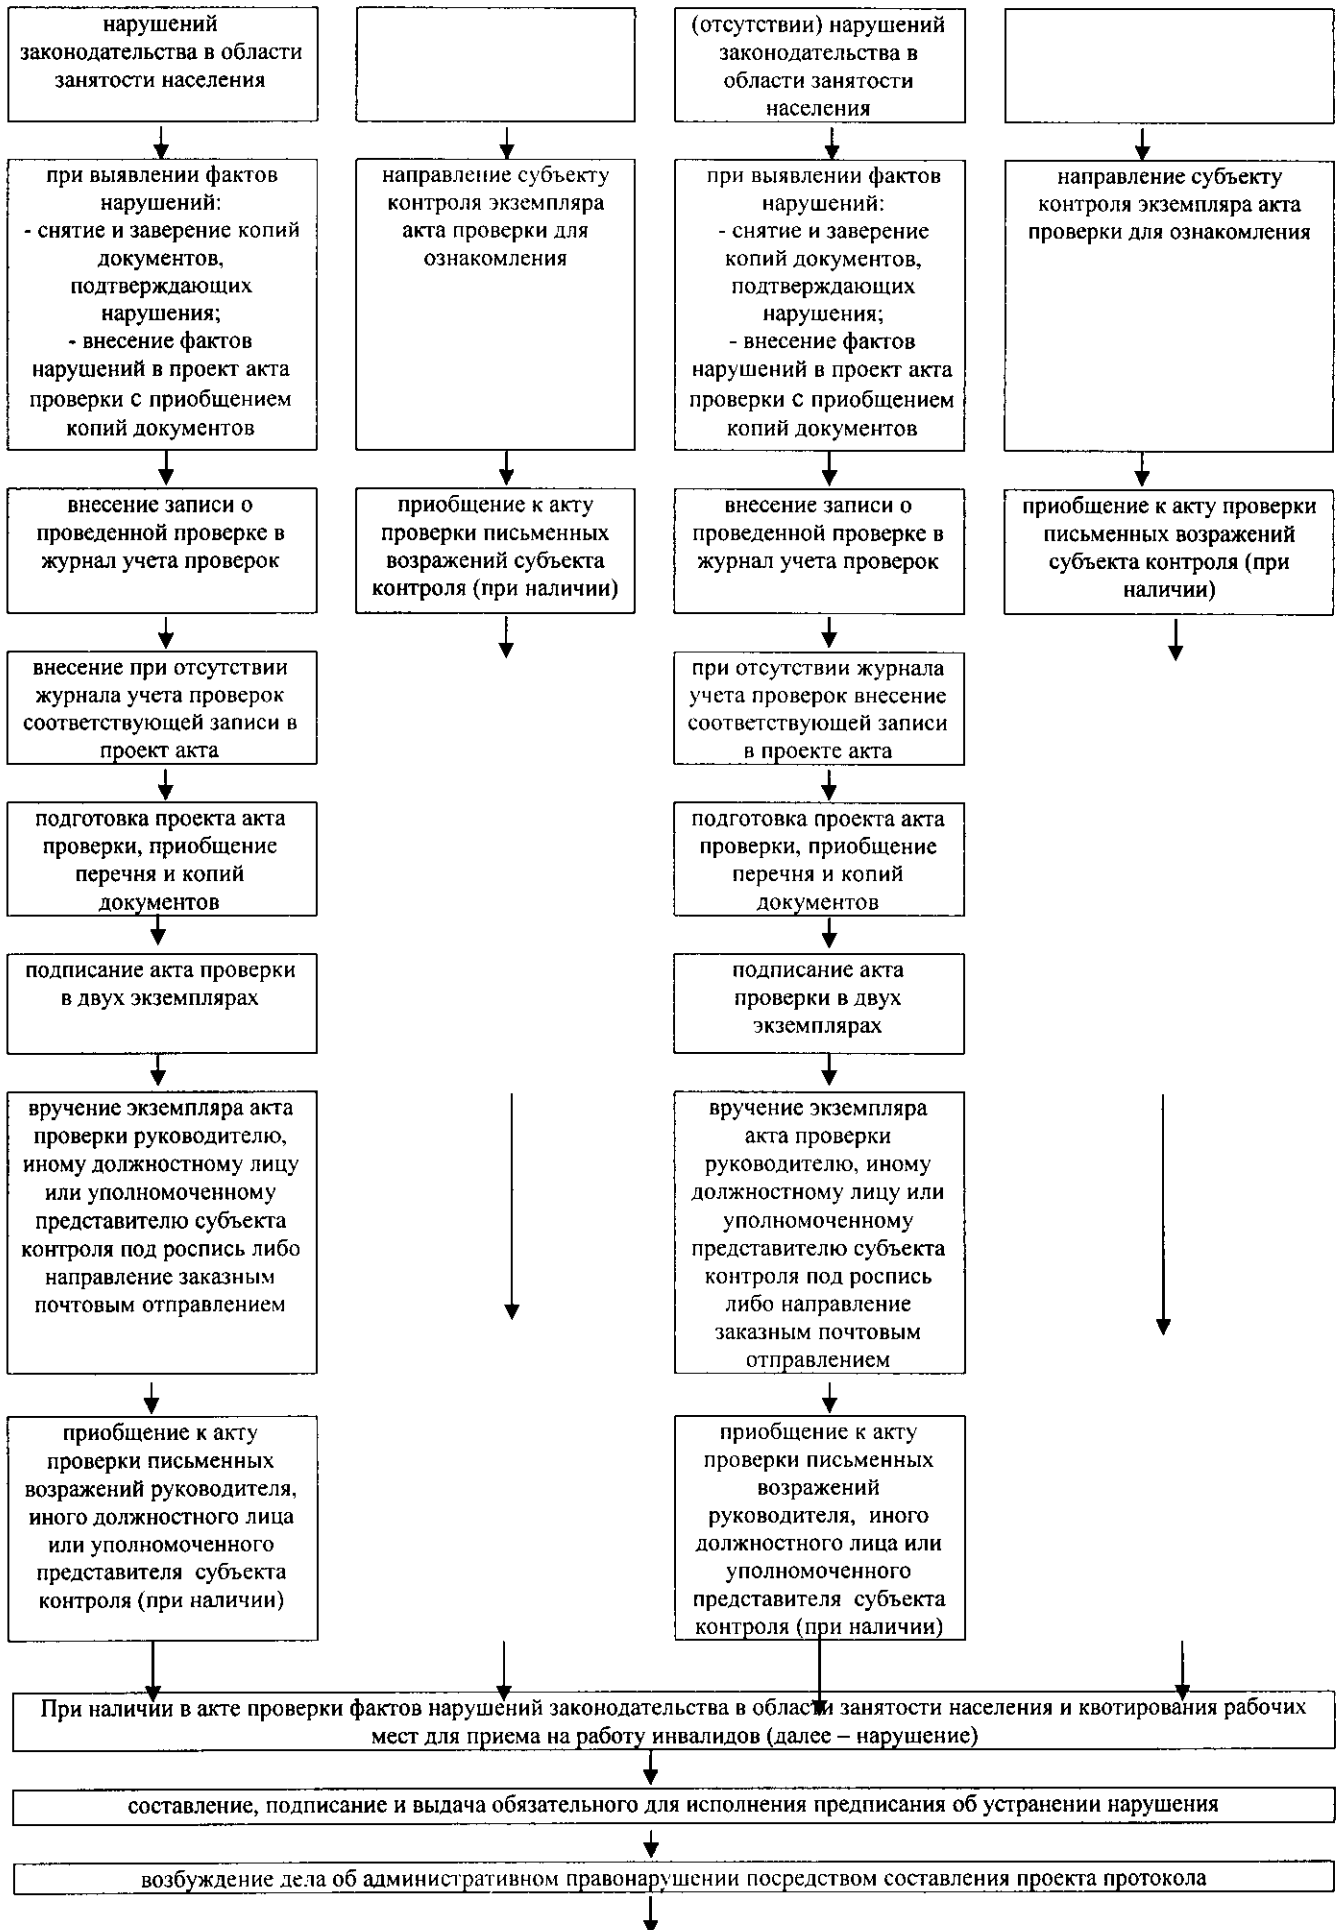 нарушений
законодательства в области
занятости населения
(отсутствии) нарушений
законодательства в
области занятости
населения
при выявлении фактов
нарушений:
- снятие и заверение копий
документов,
подтверждающих
нарушения;
- внесение фактов
нарушений в проект акта
проверки с приобщением
копий документов
направление субъекту
контроля экземпляра
акта проверки для
ознакомления
при выявлении фактов
нарушений:
- снятие и заверение
копий документов,
подтверждающих
нарушения;
- внесение фактов
нарушений в проект акта
проверки с приобщением
копий документов
направление субъекту
контроля экземпляра акта
проверки для ознакомления
внесение записи о
проведенной проверке в
журнал учета проверок
приобщение к акту
проверки письменных
возражений субъекта
контроля (при наличии)
внесение записи о
проведенной проверке в
журнал учета проверок
приобщение к акту проверки
письменных возражений
субъекта контроля (при
наличии)
внесение при отсутствии
журнала учета проверок
соответствующей записи в
проект акта
при отсутствии журнала
учета проверок внесение
соответствующей записи
в проекте акта
подготовка проекта акта
проверки, приобщение
перечня и копий
документов
подготовка проекта акта
проверки, приобщение
перечня и копий
документов
подписание акта проверки
в двух экземплярах
подписание акта
проверки в двух
экземплярах
вручение экземпляра акта
проверки руководителю,
иному должностному лицу
или уполномоченному
представителю субъекта
контроля под роспись либо
направление заказным
почтовым отправлением
вручение экземпляра
акта проверки
руководителю, иному
должностному лицу или
уполномоченному
представителю субъекта
контроля под роспись
либо направление
заказным почтовым
отправлением
приобщение к акту
проверки письменных
возражений руководителя,
иного должностного лица
или уполномоченного
представителя субъекта
контроля (при наличии)
приобщение к акту
проверки письменных
возражений
руководителя, иного
должностного лица или
уполномоченного
представителя субъекта
контроля (при наличии)
При наличии в акте проверки фактов нарушений законодательства в области занятости населения и квотирования рабочих
мест для приема на работу инвалидов (далее – нарушение)
составление, подписание и выдача обязательного для исполнения предписания об устранении нарушения
возбуждение дела об административном правонарушении посредством составления проекта протокола